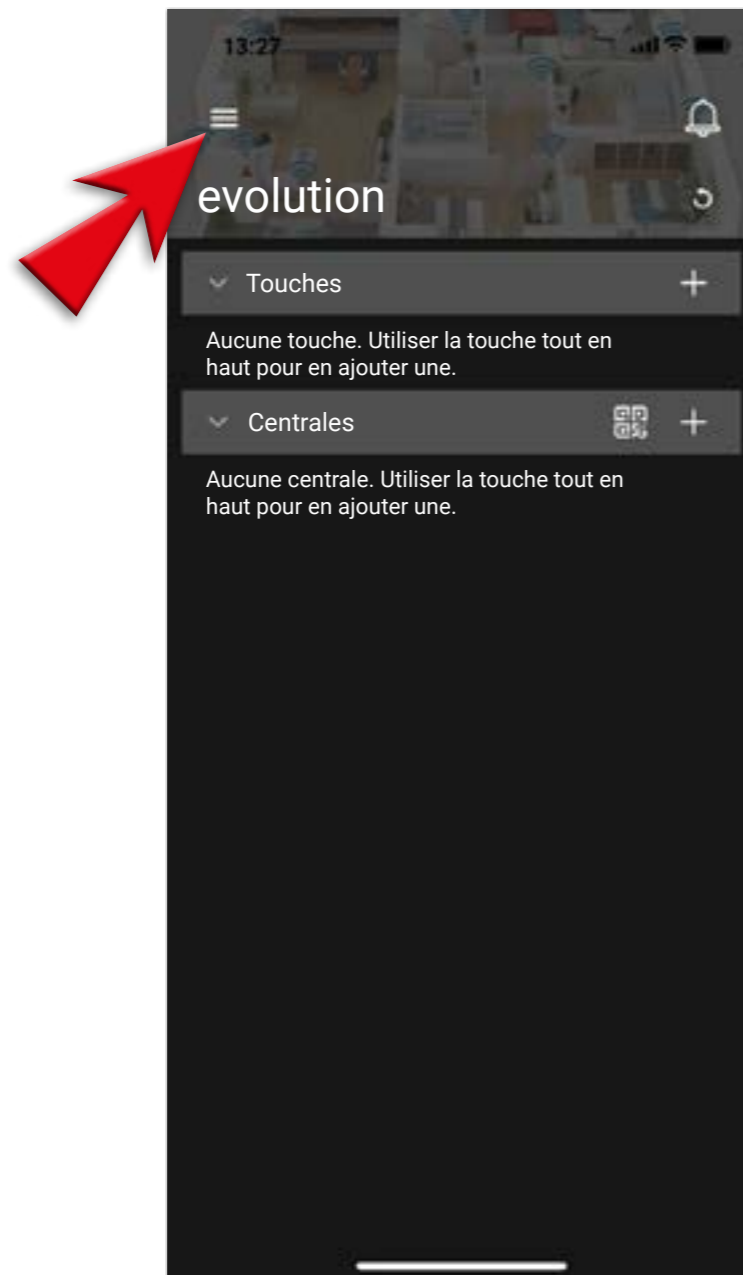 13:27
evolution
Touches
Aucune touche. Utiliser la touche tout en
haut pour en ajouter une.
Centrales
Aucune centrale. Utiliser la touche tout en
haut pour en ajouter une.